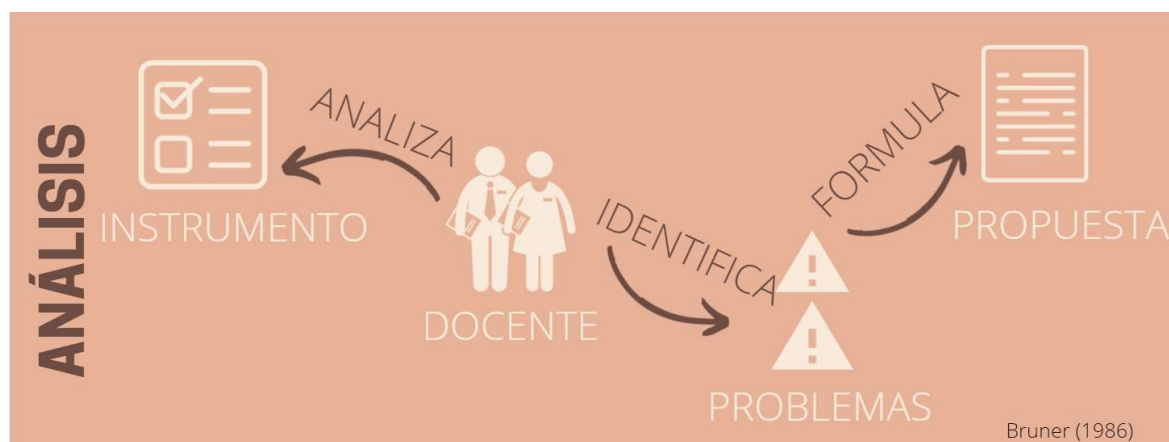 ANÁLISIS
INSTRUMENTO
ANALIZA
DOCENTE
IDENTIFICA
PROBLEMAS
FORMULA
PROPUESTA
Bruner (1986)